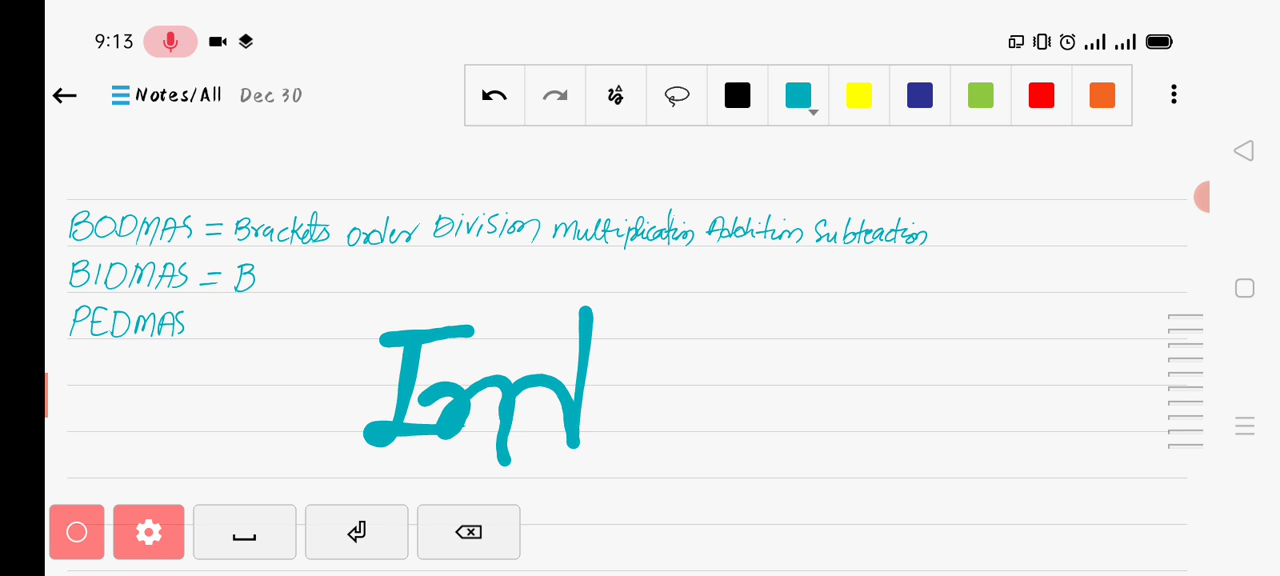 9:13
Notes/All Dec 30
BODMAS = Brackets order Division Multiplication Addition Subtraction
BIDMAS = B
PEDMAS